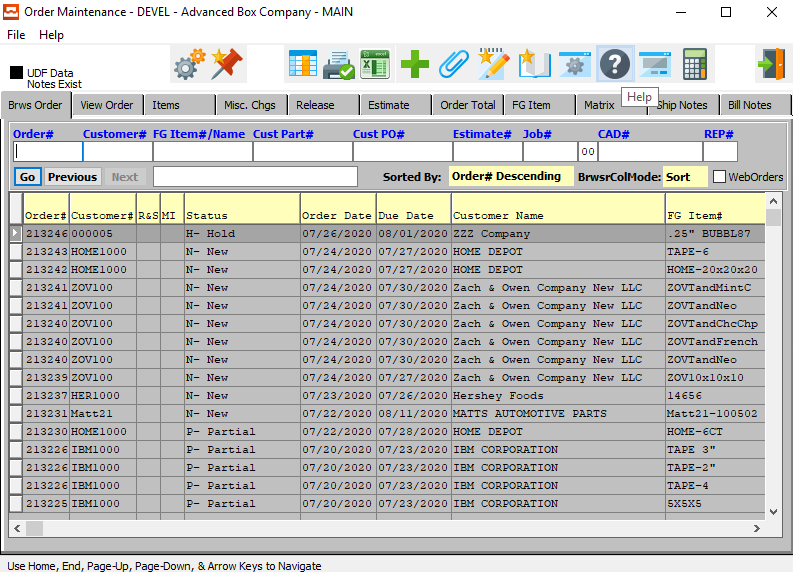 Order Maintenance - DEVEL - Advanced Box Company - MAIN
File Help
UDF Data
Notes Exist
Help
Brws Order View Order Items Misc. Chgs Release Estimate Order Total FG Item Matrix Ship Notes Bill Notes
Order# Customer# FG Item#/Name Cust Part# Cust PO# Estimate# Job# CAD# REP#
00
Go Previous Next Sorted By: Order# Descending BrwsrColMode: Sort WebOrders
Order# Customer# R&S MI Status Order Date Due Date Customer Name FG Item#
213246 000005 H- Hold 07/26/2020 08/01/2020 ZZZ Company .25" BUBBL87
213243 HOME1000 N- New 07/24/2020 07/27/2020 HOME DEPOT TAPE-6
213242 HOME1000 N- New 07/24/2020 07/27/2020 HOME DEPOT HOME-20x20x20
213241 ZOV100 N- New 07/24/2020 07/30/2020 Zach & Owen Company New LLC ZOVTandMintC
213241 ZOV100 N- New 07/24/2020 07/30/2020 Zach & Owen Company New LLC ZOVTandNeo
213240 ZOV100 N- New 07/24/2020 07/30/2020 Zach & Owen Company New LLC ZOVTandChcChp
213240 ZOV100 N- New 07/24/2020 07/30/2020 Zach & Owen Company New LLC ZOVTandFrench
213240 ZOV100 N- New 07/24/2020 07/30/2020 Zach & Owen Company New LLC ZOVTandNeo
213239 ZOV100 N- New 07/24/2020 07/27/2020 Zach & Owen Company New LLC ZOV10x10x10
213237 HER1000 N- New 07/23/2020 07/26/2020 Hershey Foods 14656
213231 Matt21 N- New 07/22/2020 08/11/2020 MATTS AUTOMOTIVE PARTS Matt21-100502
213230 HOME1000 P- Partial 07/22/2020 07/28/2020 HOME DEPOT HOME-6CT
213226 IBM1000 P- Partial 07/20/2020 07/23/2020 IBM CORPORATION TAPE 3"
213226 IBM1000 P- Partial 07/20/2020 07/23/2020 IBM CORPORATION TAPE-2"
213226 IBM1000 P- Partial 07/20/2020 07/23/2020 IBM CORPORATION TAPE-4
213225 IBM1000 P- Partial 07/20/2020 07/23/2020 IBM CORPORATION 5X5X5
Use Home, End, Page-Up, Page-Down, & Arrow Keys to Navigate